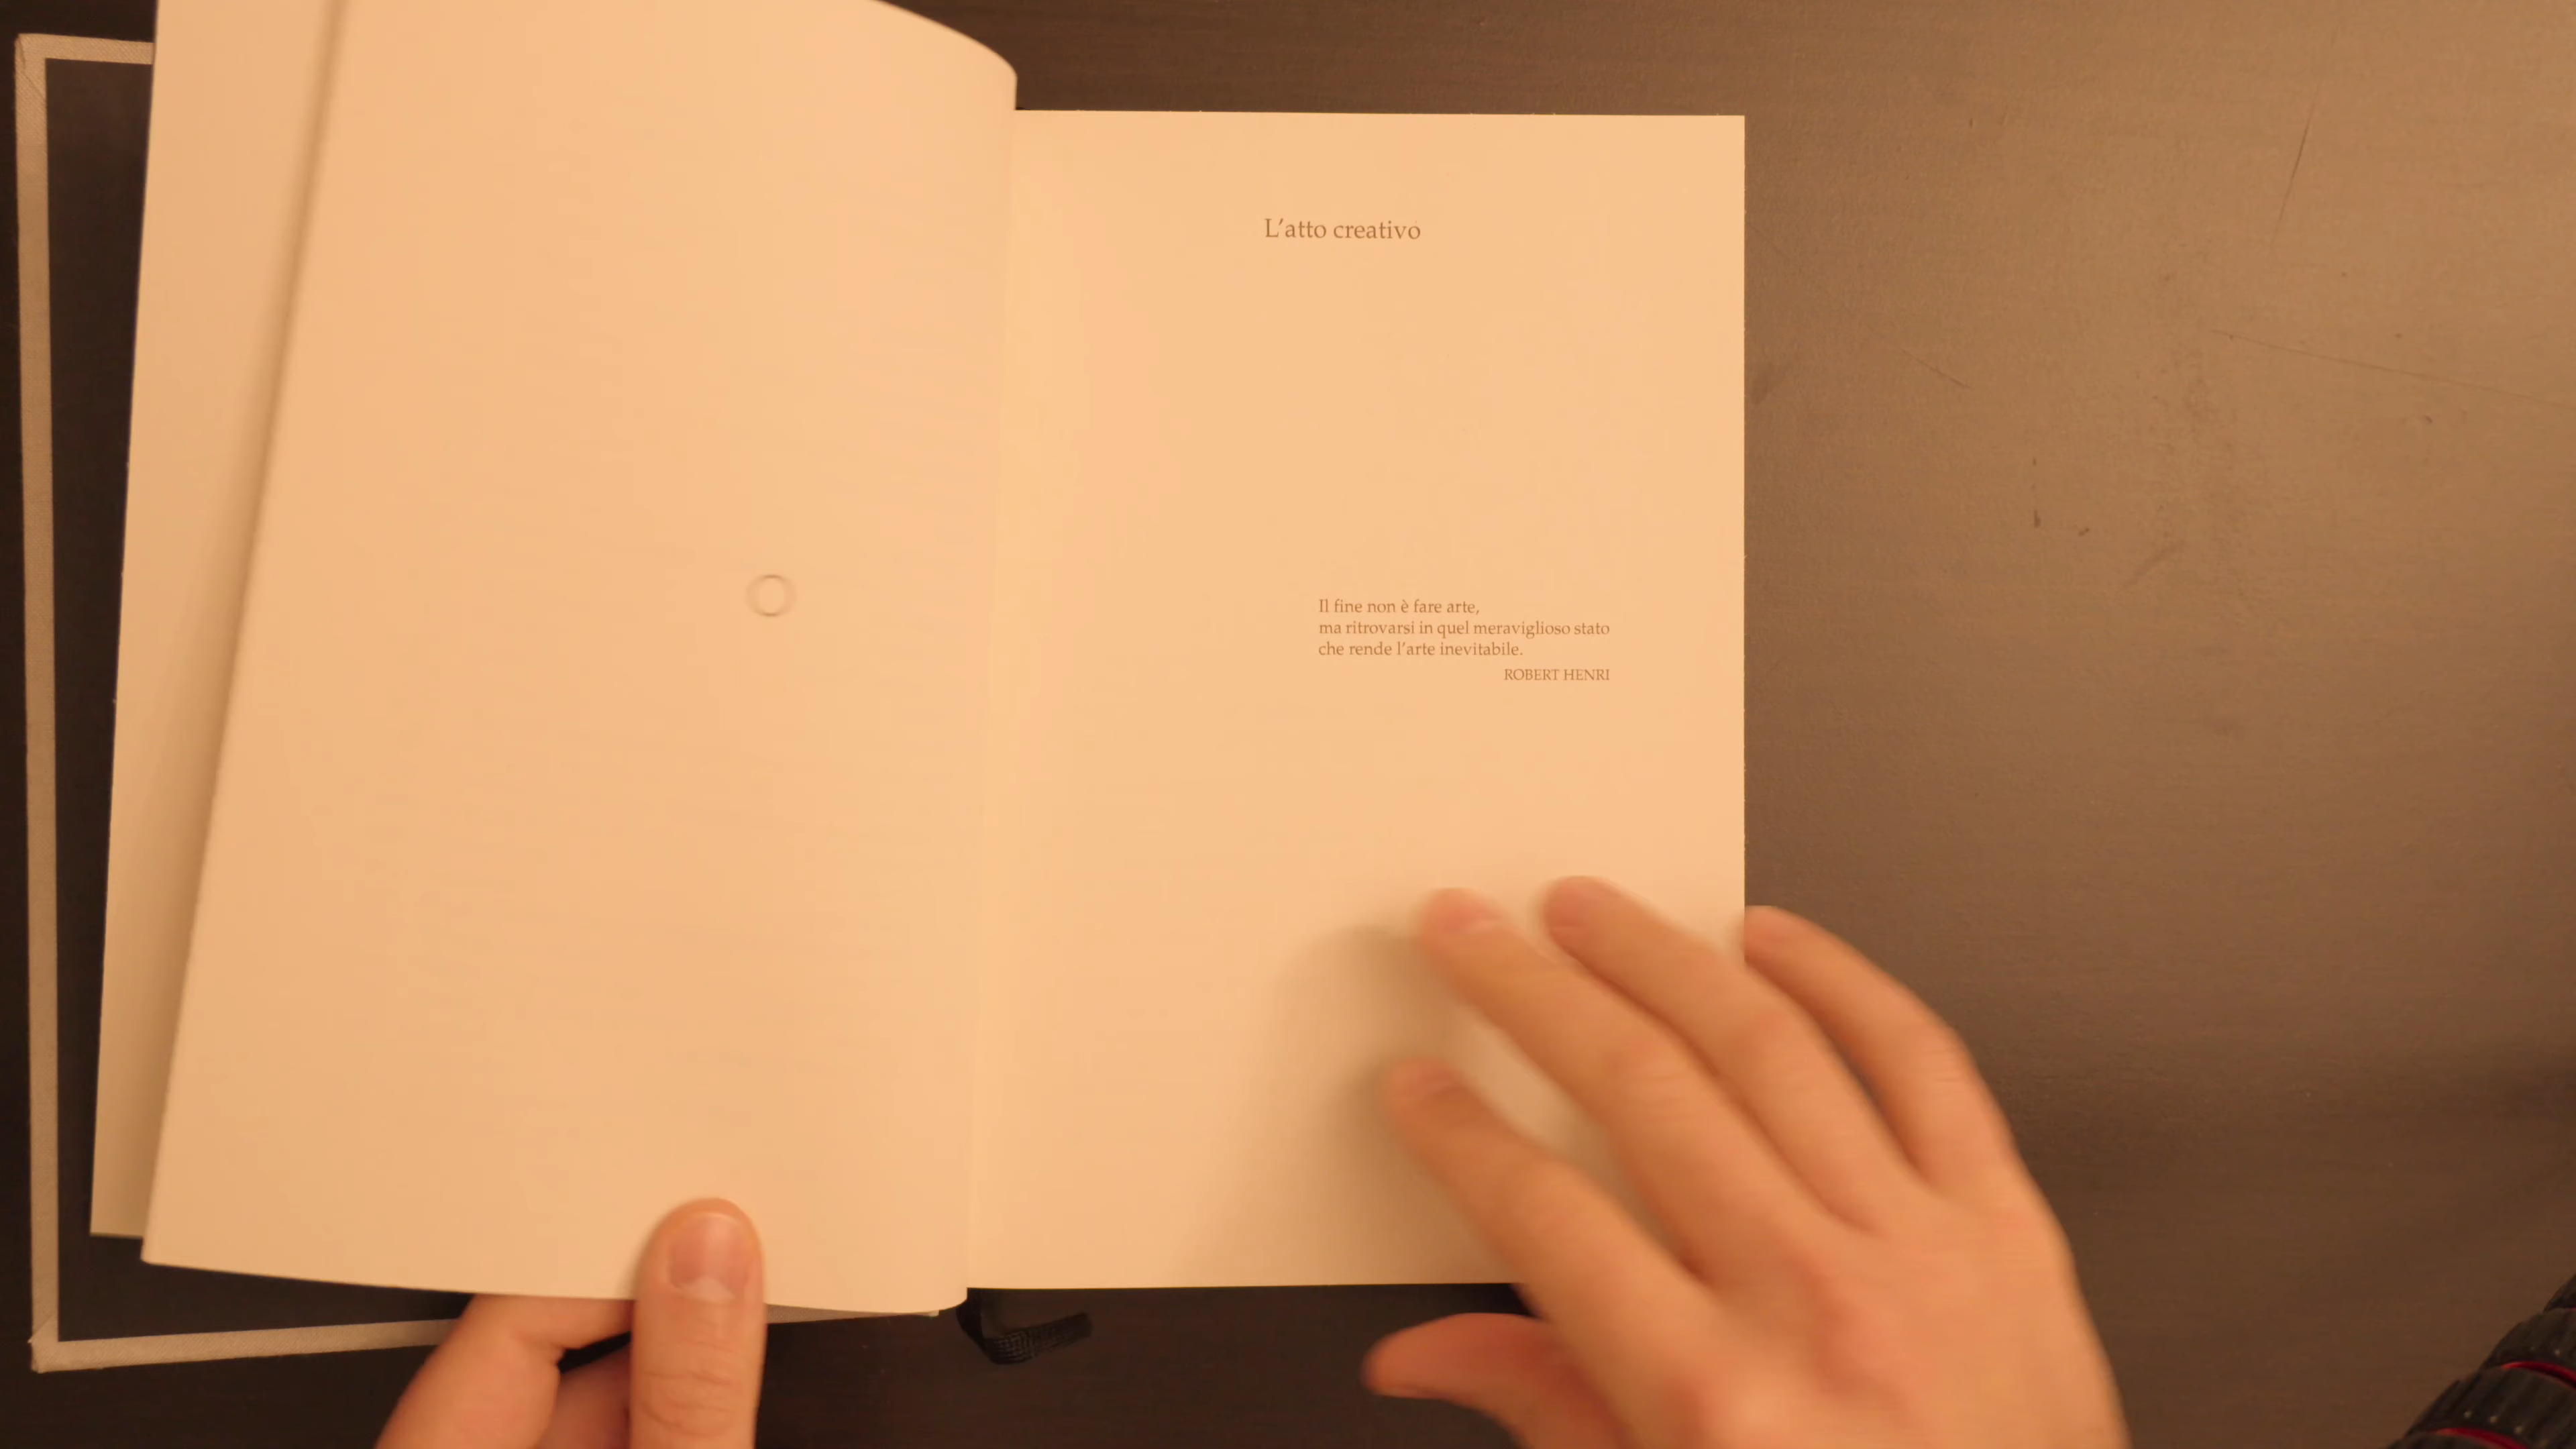 L'atto creativo
Il fine non è fare arte,
ma ritrovarsi in quel meraviglioso stato
che rende l'arte inevitabile.
ROBERT HENRI